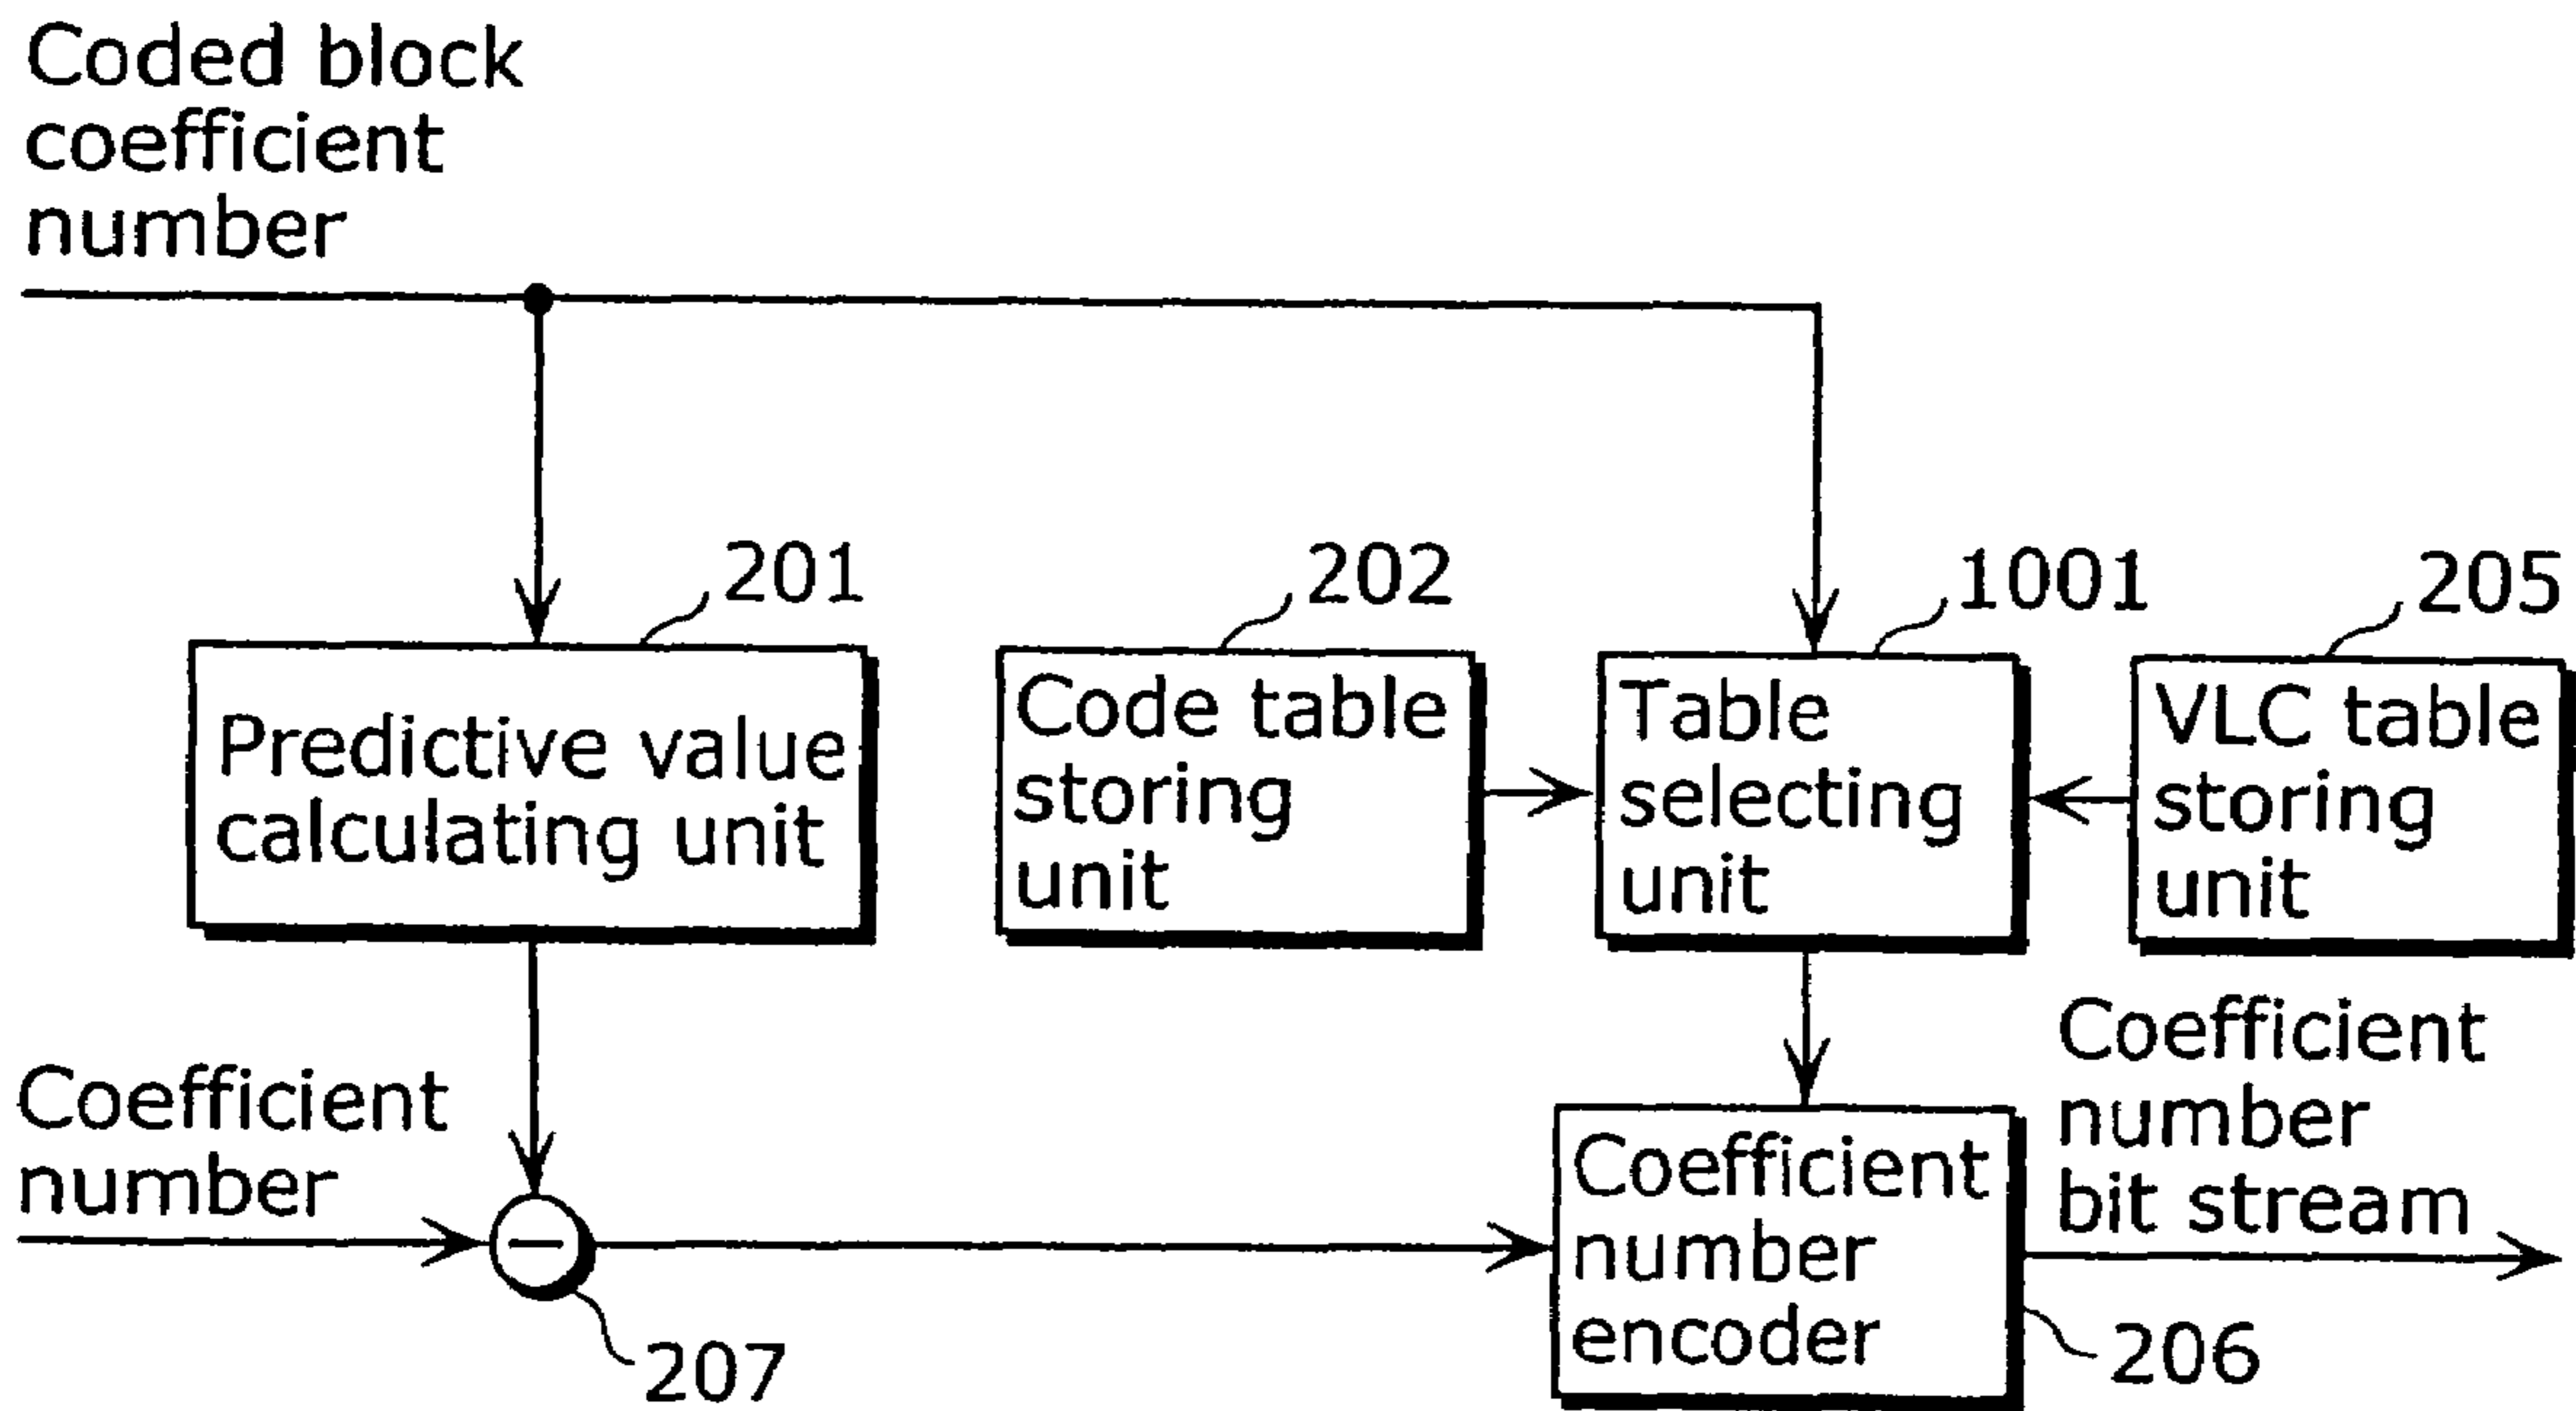 Coded block
coefficient
number
201
202
1001
205
Predictive value
calculating unit
Code table
storing
unit
Table
selecting
unit
VLC table
storing
unit
Coefficient
number
Coefficient
number
encoder
Coefficient
number
bit stream
207
206